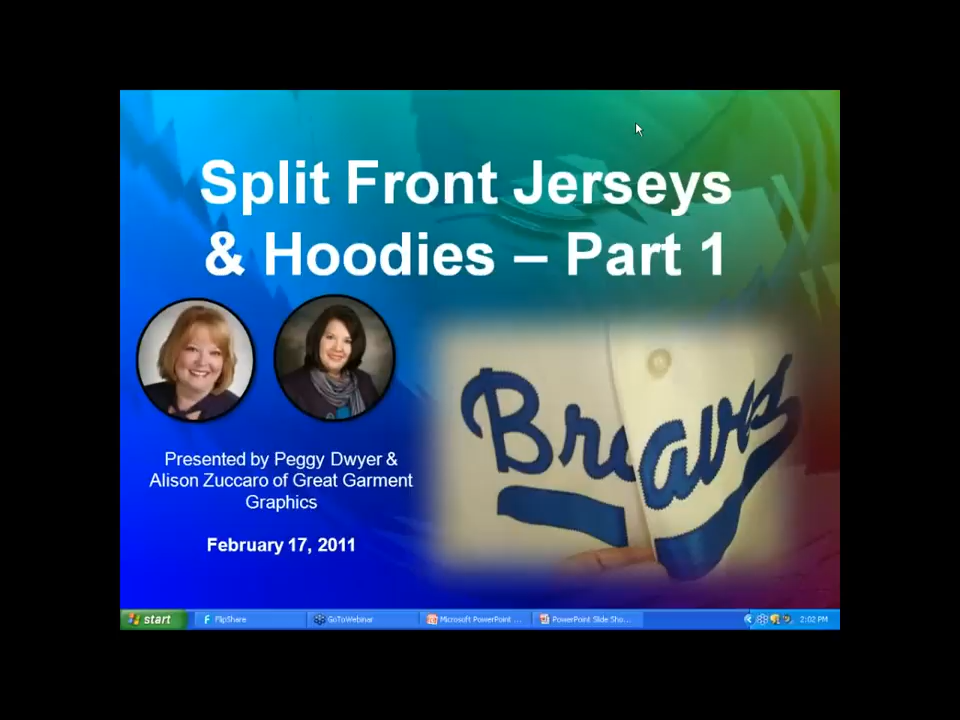 Split Front Jerseys
& Hoodies – Part 1
Braves
Presented by Peggy Dwyer &
Alison Zuccaro of Great Garment
Graphics
February 17, 2011
start
FlipShare
GoToWebinar
Microsoft PowerPoint ...
PowerPoint Slide Sho...
2:02 PM